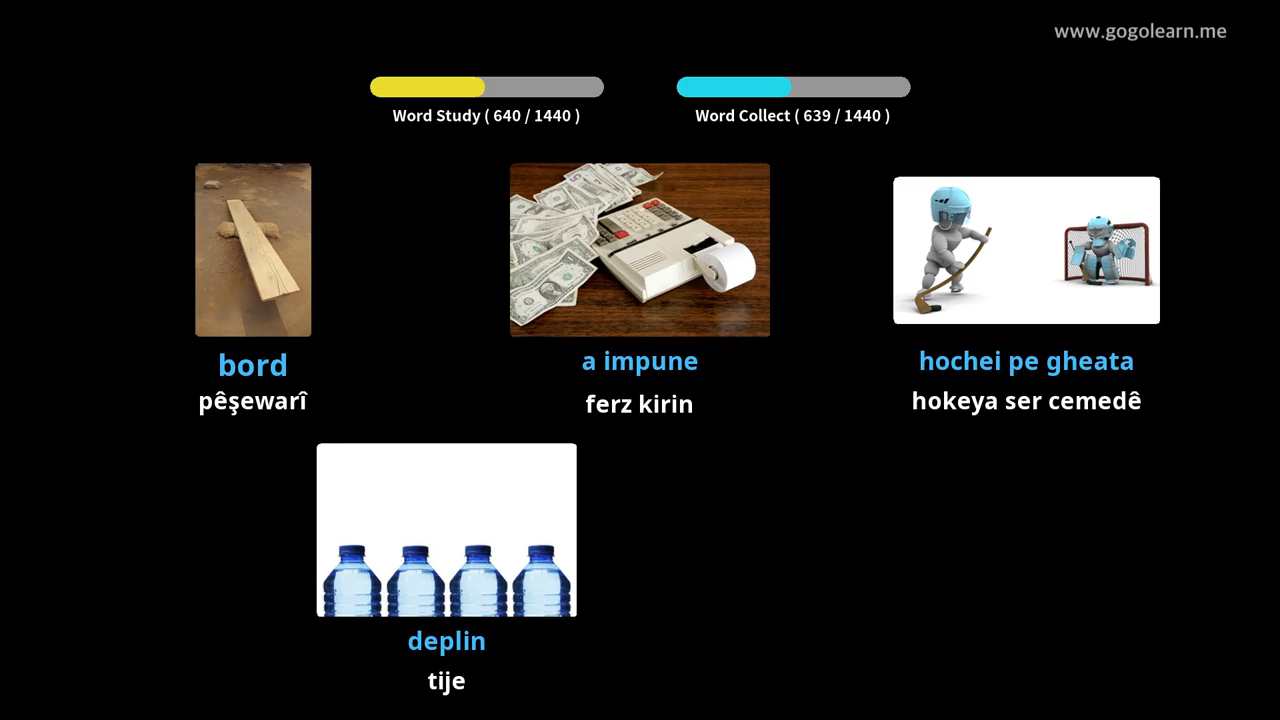 www.gogolearn.me
Word Study ( 640 / 1440 )
Word Collect ( 639 / 1440 )
bord
pêşewarî
a impune
ferz kirin
hochei pe gheata
hokeya ser cemedê
deplin
tije